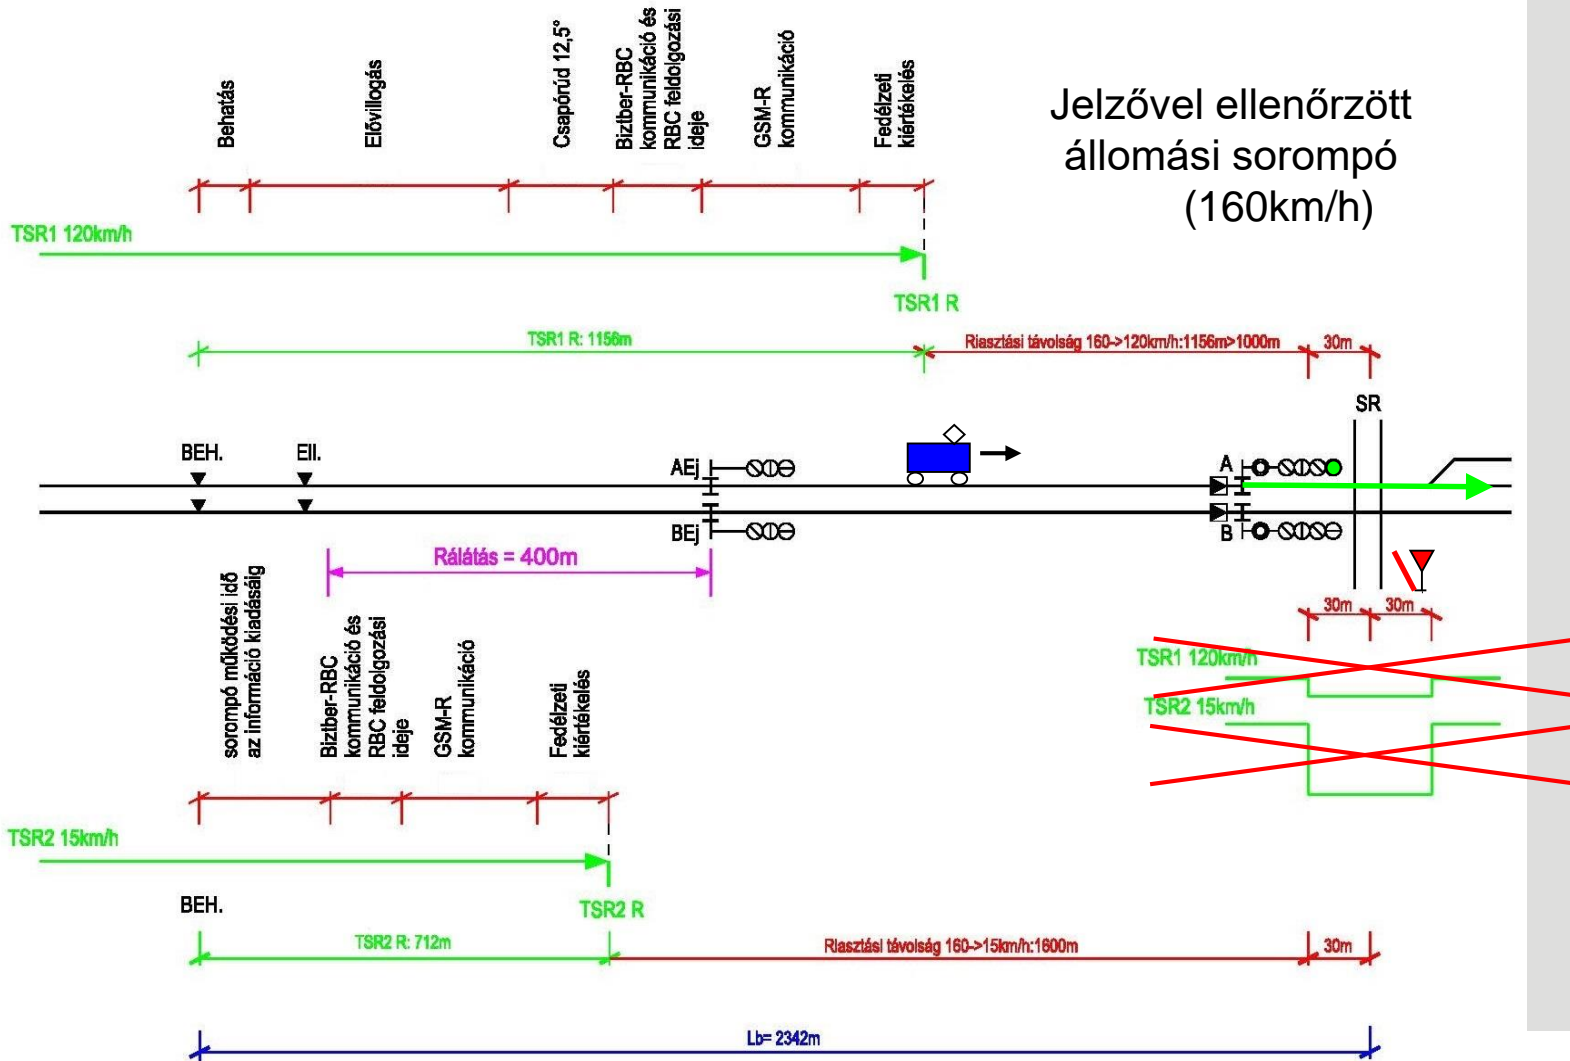 Behatás
Elővillogás
Csapórúd 12,5°
Biztber-RBC
kommunikáció és
RBC feldolgozási
ideje
GSM-R
kommunikáció
Fedélzeti
kiértékelés
Jelzővel ellenőrzött
állomási sorompó
(160km/h)
TSR1 120km/h
TSR1 R
TSR1 R: 1156m
Riasztási távolság 160->120km/h:1156m>1000m
30m
SR
BEH.
Ell.
AEj
A
BEj
B
Rálátás = 400m
30m
30m
sorompó működési idő
az információ kiadásáig
Biztber-RBC
kommunikáció és
RBC feldolgozási
ideje
GSM-R
kommunikáció
Fedélzeti
kiértékelés
TSR1 120km/h
TSR2 15km/h
TSR2 15km/h
BEH.
TSR2 R
TSR2 R: 712m
Riasztási távolság 160->15km/h:1600m
30m
Lb= 2342m